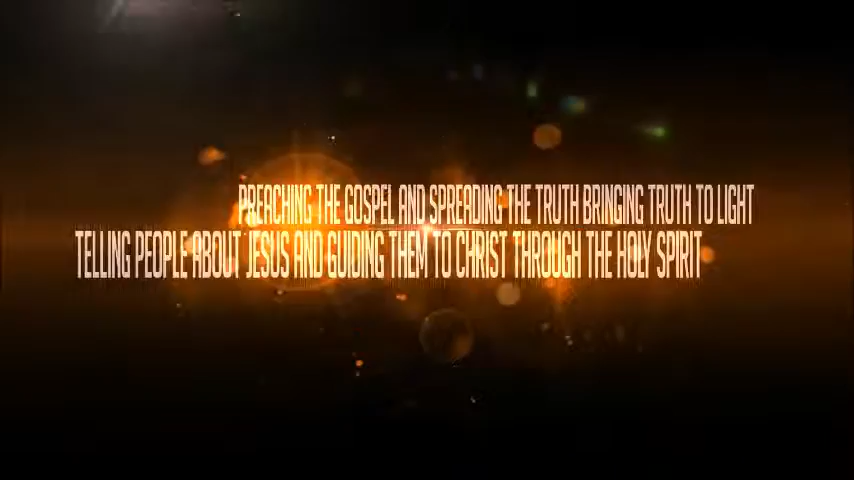 PREACHING THE GOSPEL AND SPREADING THE TRUTH BRINGING TRUTH TO LIGHT
TELLING PEOPLE ABOUT JESUS AND GUIDING THEM TO CHRIST THROUGH THE HOLY SPIRIT